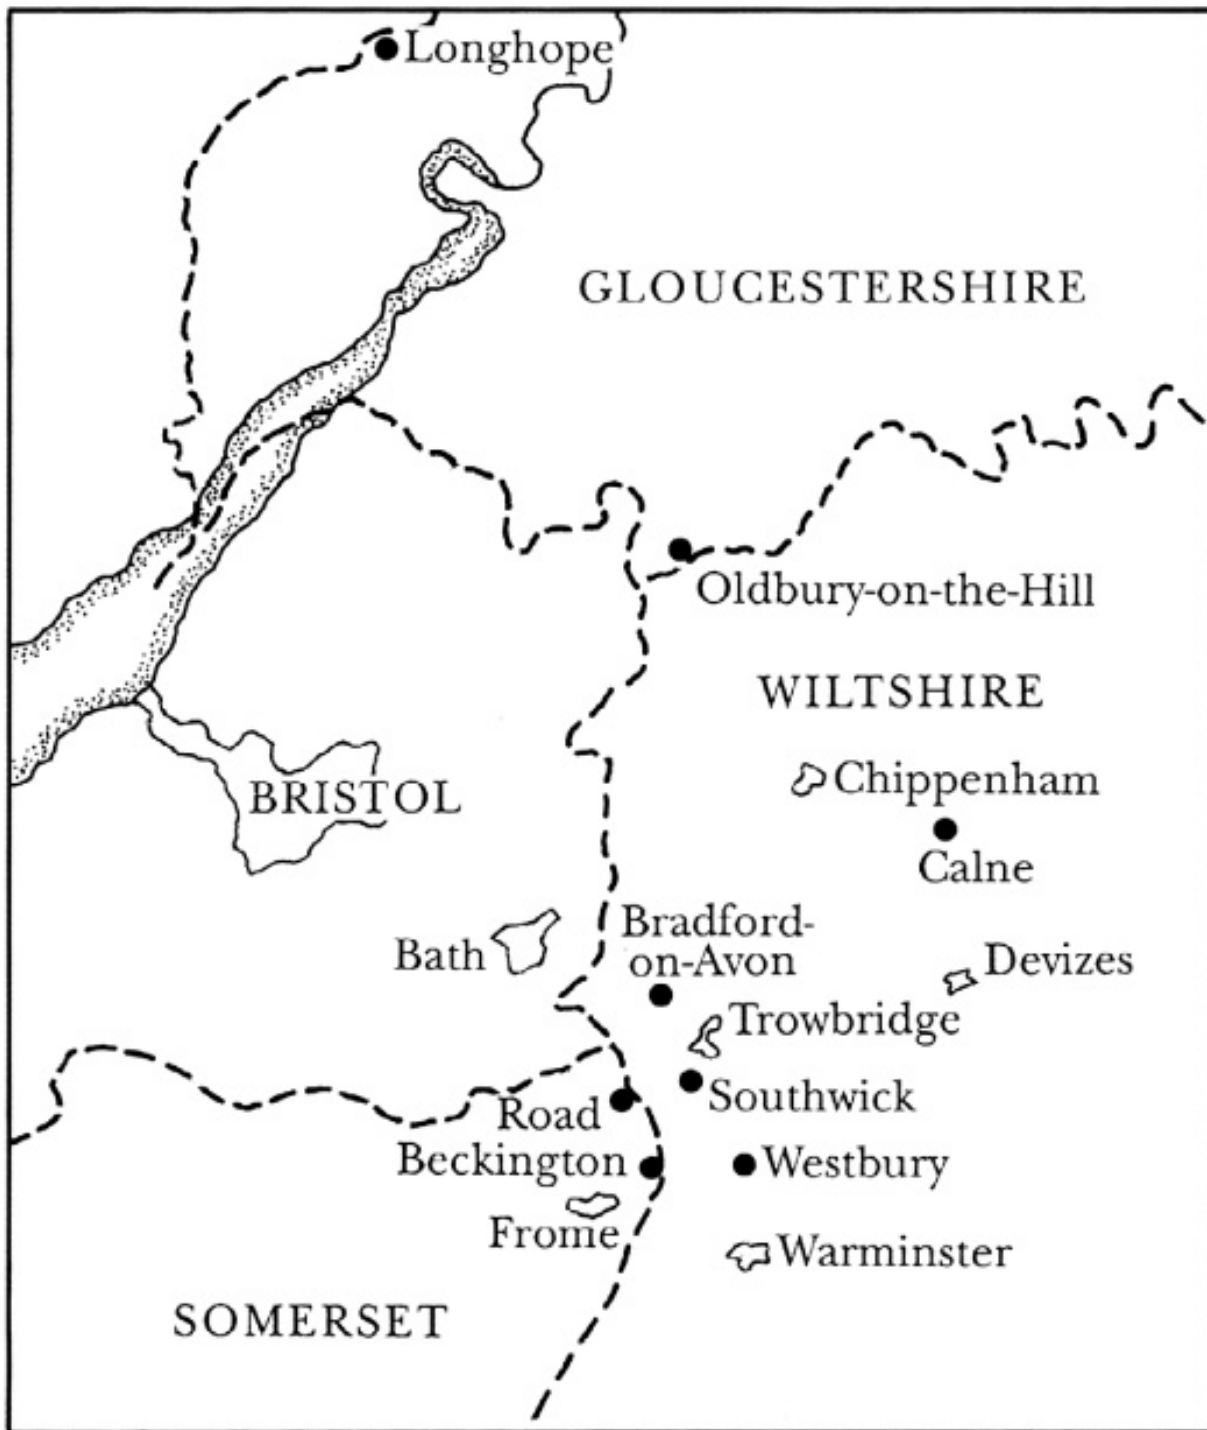 Longhope
GLOUCESTERSHIRE
Oldbury-on-the-Hill
WILTSHIRE
Chippenham
BRISTOL
Calne
Bradford-
on-Avon
Bath
Devizes
Trowbridge
Southwick
Road
Beckington
Westbury
Frome
Warminster
SOMERSET